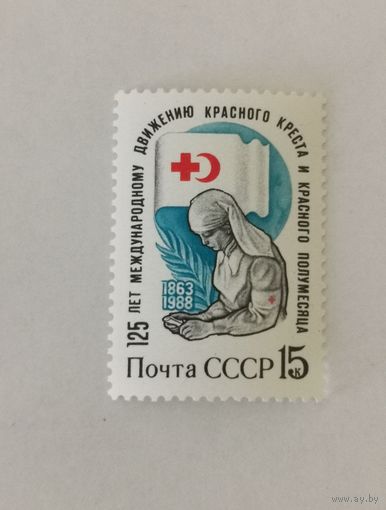 125 ЛЕТ МЕЖДУНАРОДНОМУ ДВИЖЕНИЮ КРАСНОГО КРЕСТА И КРАСНОГО ПОЛУМЕСЯЦА
1863
1988
Почта СССР 15к
www.ay.by